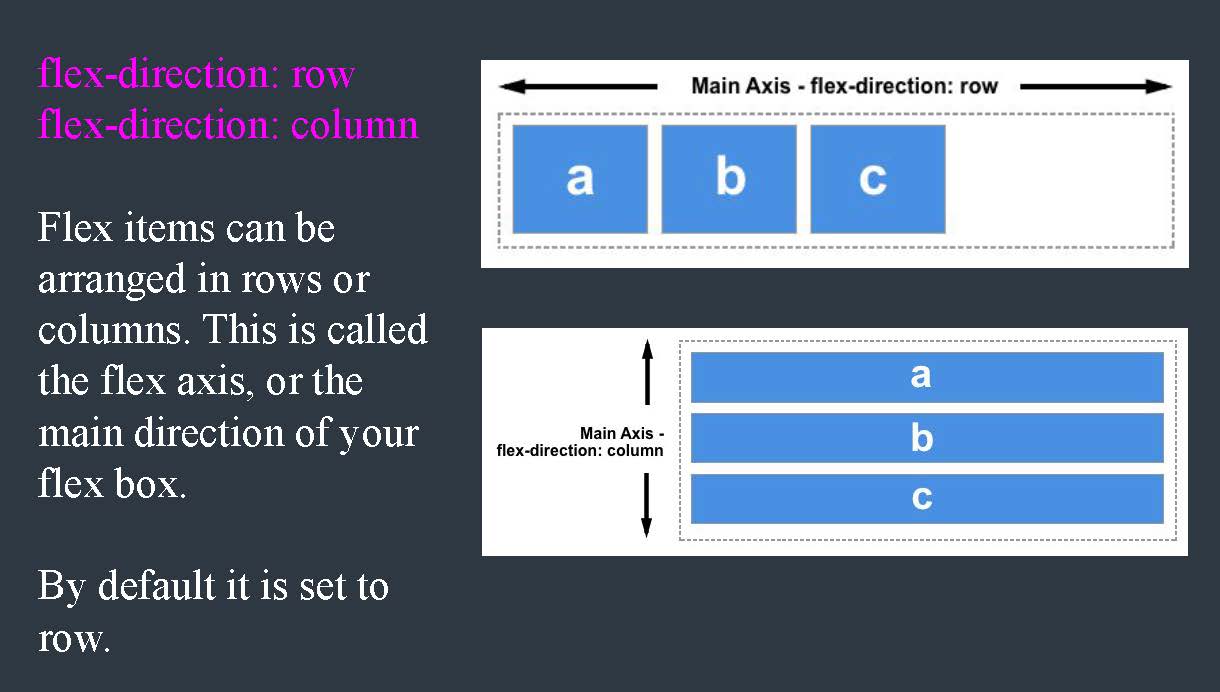 flex-direction: row
flex-direction: column
Flex items can be
arranged in rows or
columns. This is called
the flex axis, or the
main direction of your
flex box.
By default it is set to
row.
Main Axis - flex-direction: row
a b c
Main Axis -
flex-direction: column
a
b
c